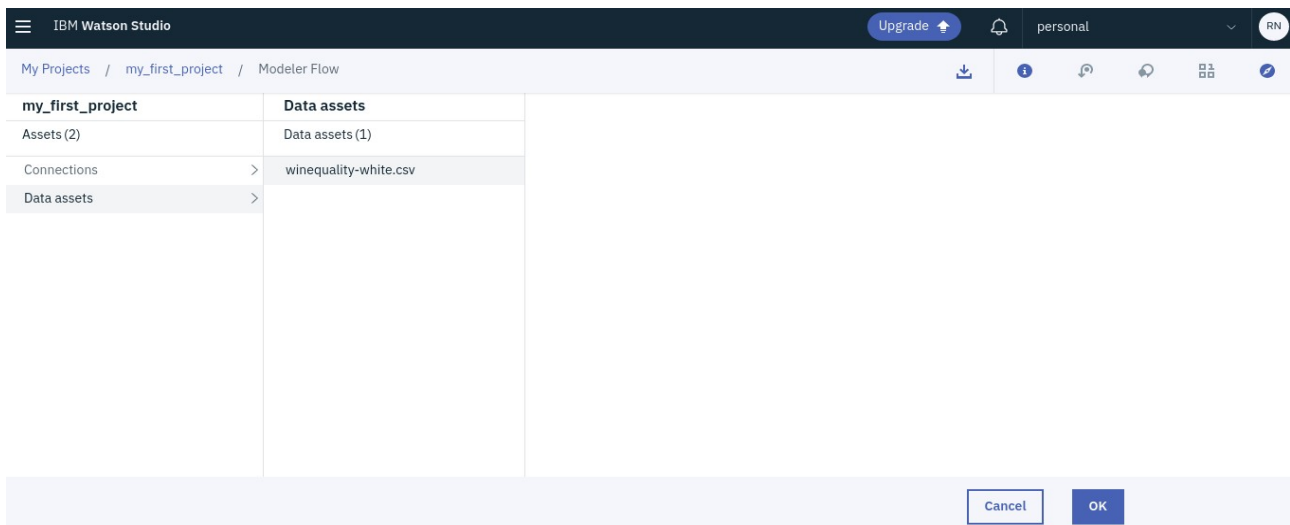 IBM Watson Studio
Upgrade
personal
RN
My Projects / my_first_project / Modeler Flow
my_first_project
Data assets
Assets (2)
Data assets (1)
Connections
winequality-white.csv
Data assets
Cancel
OK